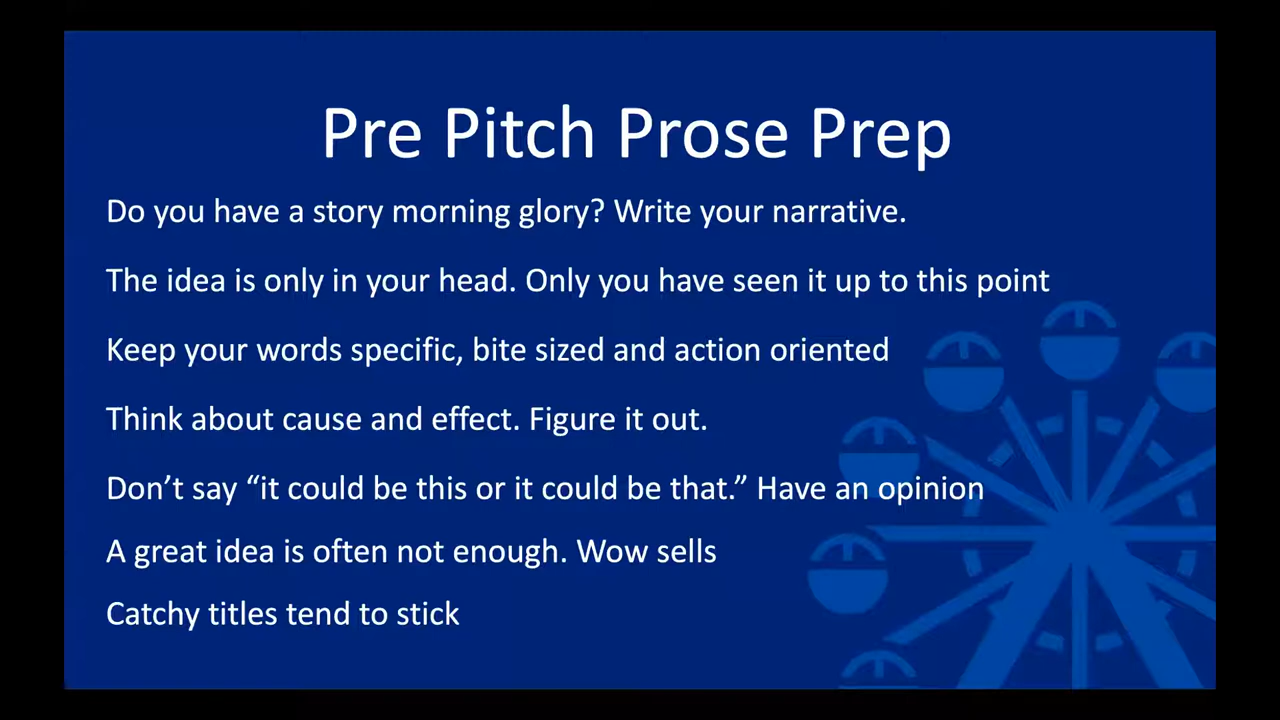 Pre Pitch Prose Prep
Do you have a story morning glory? Write your narrative.
The idea is only in your head. Only you have seen it up to this point
Keep your words specific, bite sized and action oriented
Think about cause and effect. Figure it out.
Don’t say “it could be this or it could be that.” Have an opinion
A great idea is often not enough. Wow sells
Catchy titles tend to stick